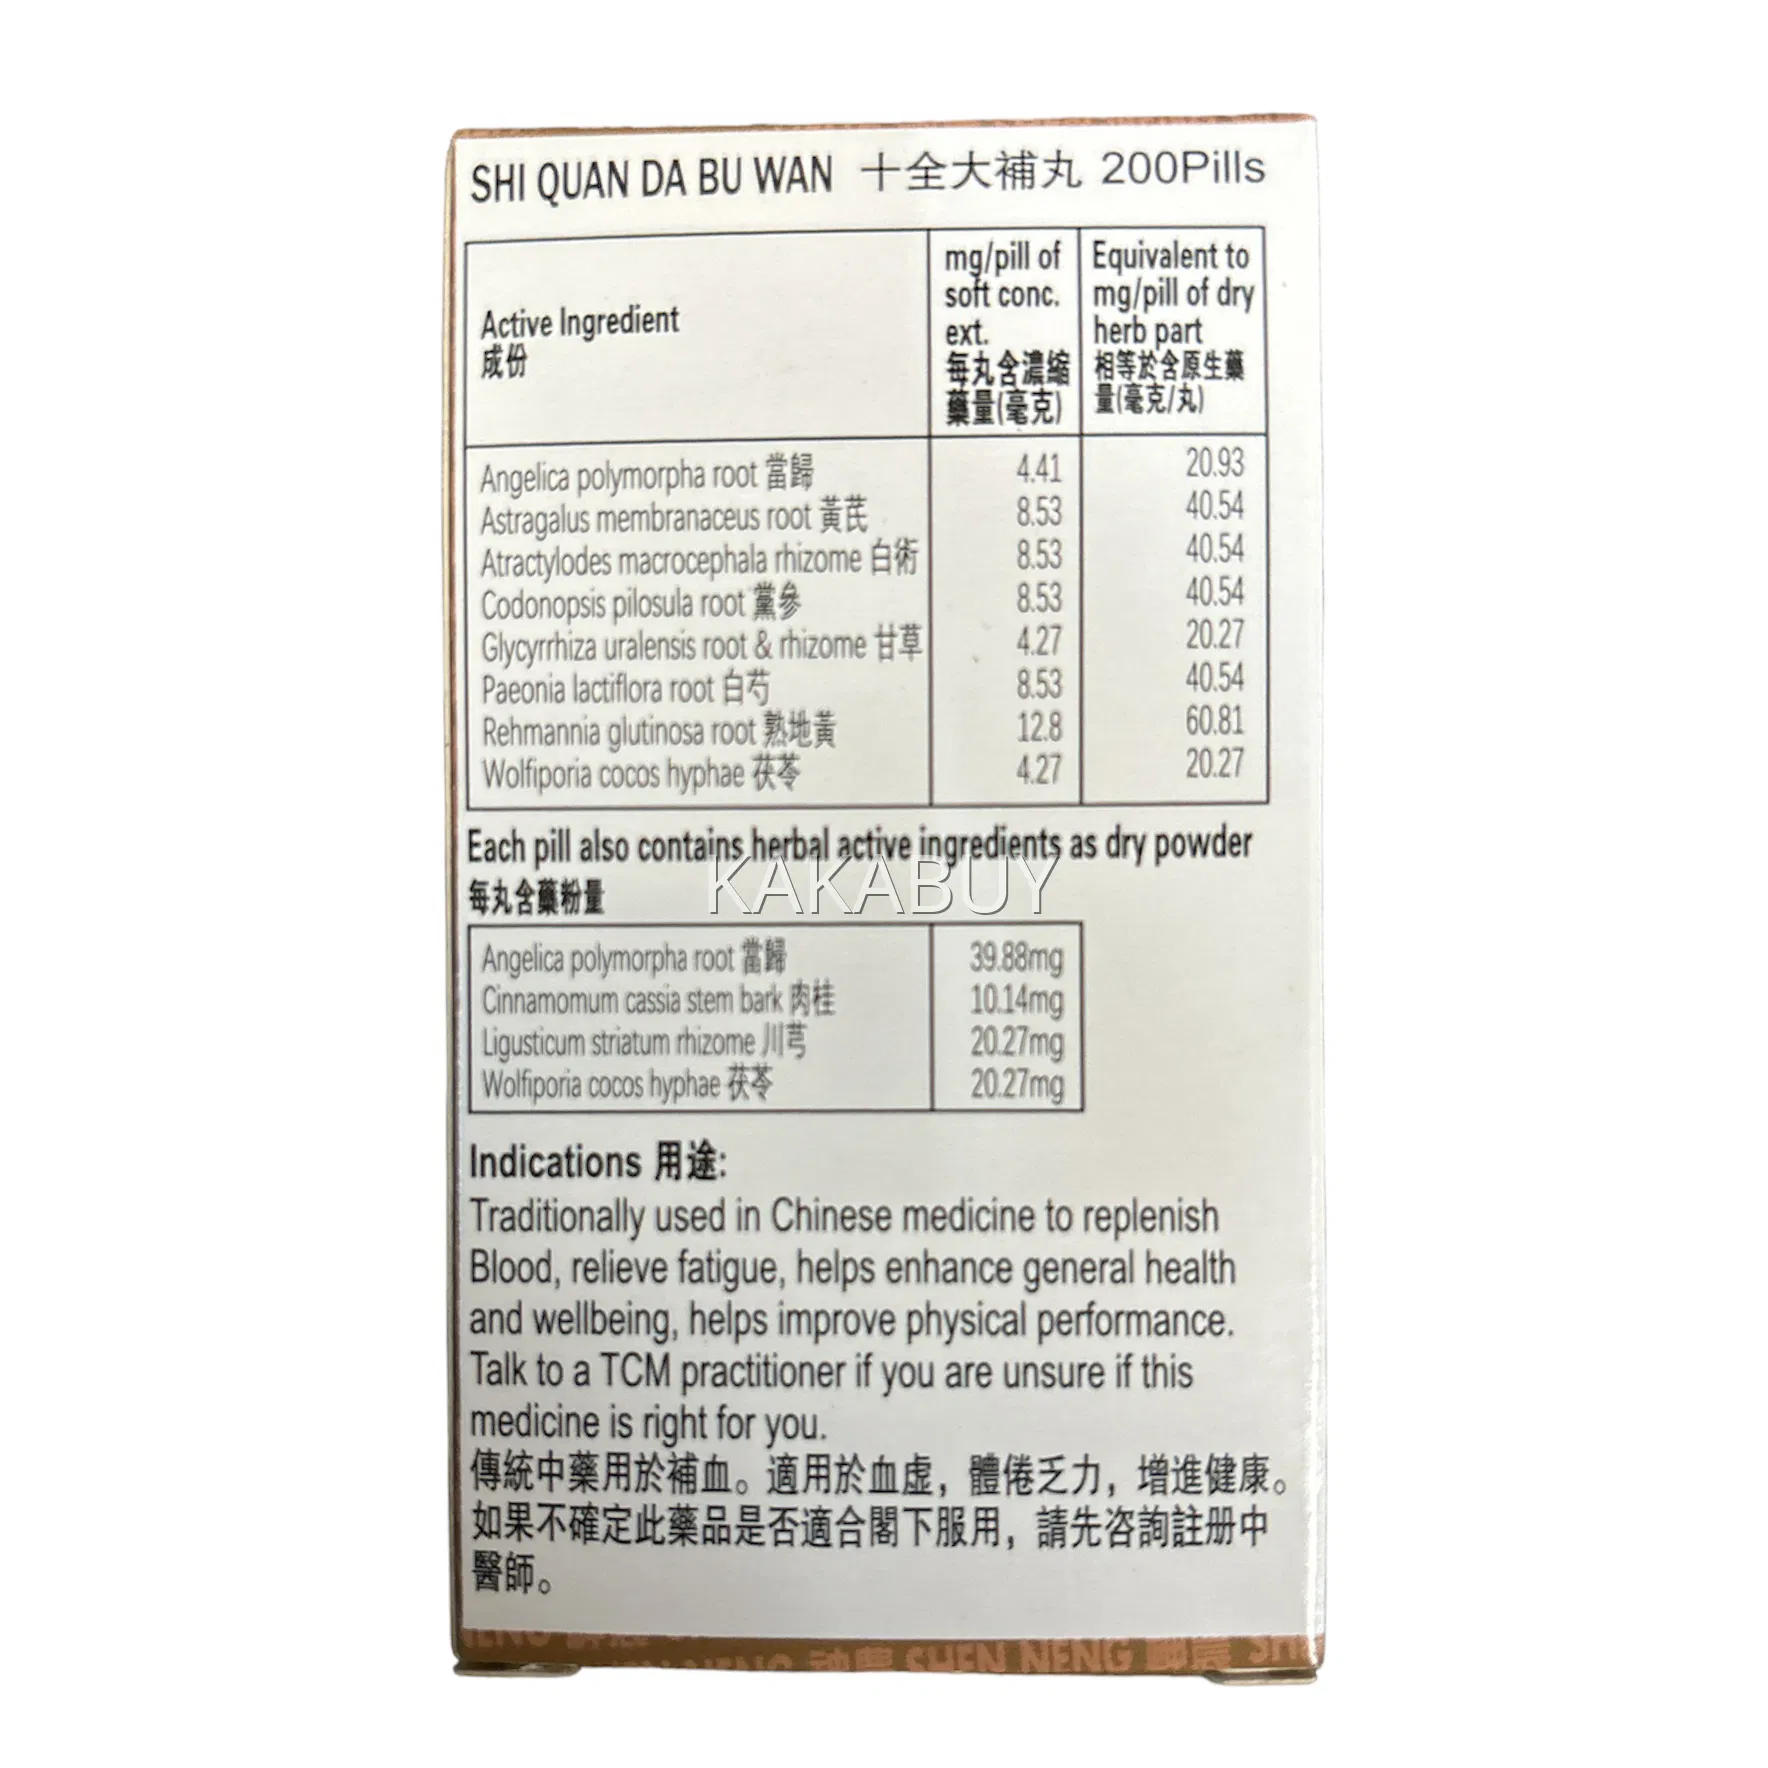 SHI QUAN DA BU WAN 十全大補丸 200Pills
Active Ingredient
成份
mg/pill of
soft conc.
ext.
每丸含濃縮
藥量(毫克)
Equivalent to
mg/pill of dry
herb part
相等於含原生藥
量(毫克/丸)
Angelica polymorpha root 當歸 4.41 20.93
Astragalus membranaceus root 黃芪 8.53 40.54
Atractylodes macrocephala rhizome 白術 8.53 40.54
Codonopsis pilosula root 黨參 8.53 40.54
Glycyrrhiza uralensis root & rhizome 甘草 4.27 20.27
Paeonia lactiflora root 白芍 8.53 40.54
Rehmannia glutinosa root 熟地黃 12.8 60.81
Wolfiporia cocos hyphae 茯苓 4.27 20.27
Each pill also contains herbal active ingredients as dry powder
每丸含藥粉量
KAKABUY
Angelica polymorpha root 當歸 39.88mg
Cinnamomum cassia stem bark 肉桂 10.14mg
Ligusticum striatum rhizome 川芎 20.27mg
Wolfiporia cocos hyphae 茯苓 20.27mg
Indications 用途:
Traditionally used in Chinese medicine to replenish
Blood, relieve fatigue, helps enhance general health
and wellbeing, helps improve physical performance.
Talk to a TCM practitioner if you are unsure if this
medicine is right for you.
傳統中藥用於補血。適用於血虛，體倦乏力，增進健康。
如果不確定此藥品是否適合閣下服用，請先咨詢註册中
醫師。
神農 SHEN NENG 神農